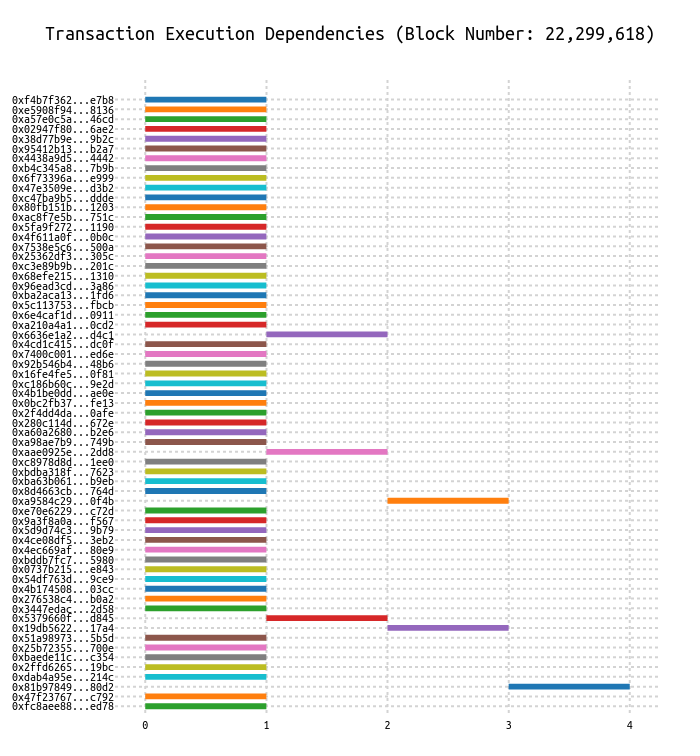 Transaction Execution Dependencies (Block Number: 22,299,618)
0xf4b7f362...e7b8
0xe5908f94...8136
0xa57e0c5a...46cd
0x02947f80...6ae2
0x38d77b9e...9b2c
0x95412b13...b2a7
0x4438a9d5...4442
0xb4c345a8...7b9b
0x6f73396a...e999
0x47e3509e...d3b2
0xc47ba9b5...ddde
0x80fb151b...1203
0xac8f7e5b...751c
0x5fa9f272...1190
0x4f611a0f...0b0c
0x7538e5c6...500a
0x25362df3...305c
0xc3e89b9b...201c
0x68efe215...1310
0x96ead3cd...3a86
0xba2aca13...1fd6
0x5c113753...fbcb
0x6e4caf1d...0911
0xa210a4a1...0cd2
0x6636e1a2...d4c1
0x4cd1c415...dc0f
0x7400c001...ed6e
0x92b546b4...48b6
0x16fe4fe5...0f81
0xc186b60c...9e2d
0x4b1be0dd...ae0e
0x0bc2fb37...fe13
0x2f4dd4da...0afe
0x280c114d...672e
0xa60a2680...b2e6
0xa98ae7b9...749b
0xaae0925e...2dd8
0xc8978d8d...1ee0
0xbdba318f...7623
0xba63b061...b9eb
0x8d4663cb...764d
0xa9584c29...0f4b
0xe70e6229...c72d
0x9a3f8a0a...f567
0x5d9d74c3...9b79
0x4ce08df5...3eb2
0x4ec669af...80e9
0xbddb7fc7...5980
0x0737b215...e843
0x54df763d...9ce9
0x4b174508...03cc
0x276538c4...b0a2
0x3447edac...2d58
0x5379660f...d845
0x19db5622...17a4
0x51a98973...5b5d
0x25b72355...700e
0xbaede11c...c354
0x2ffd6265...19bc
0xdab4a95e...214c
0x81b97849...80d2
0x47f23767...c792
0xfc8aee88...ed78
0 1 2 3 4